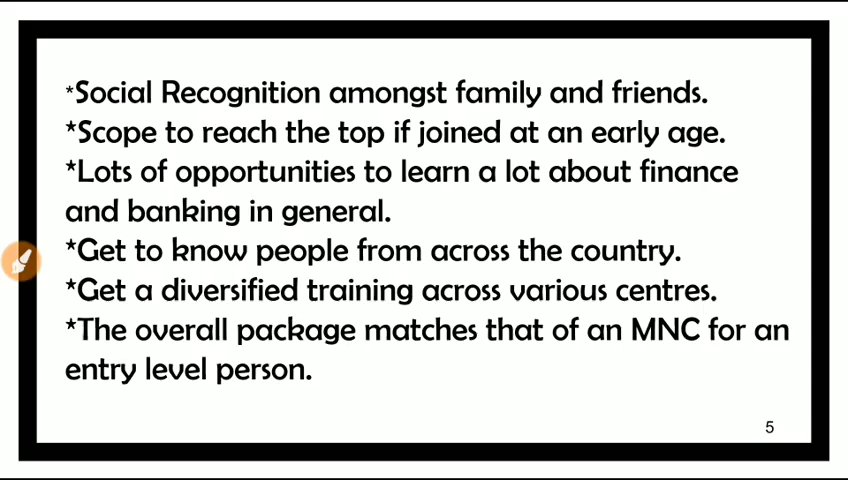 *Social Recognition amongst family and friends.
*Scope to reach the top if joined at an early age.
*Lots of opportunities to learn a lot about finance
and banking in general.
*Get to know people from across the country.
*Get a diversified training across various centres.
*The overall package matches that of an MNC for an
entry level person.
5